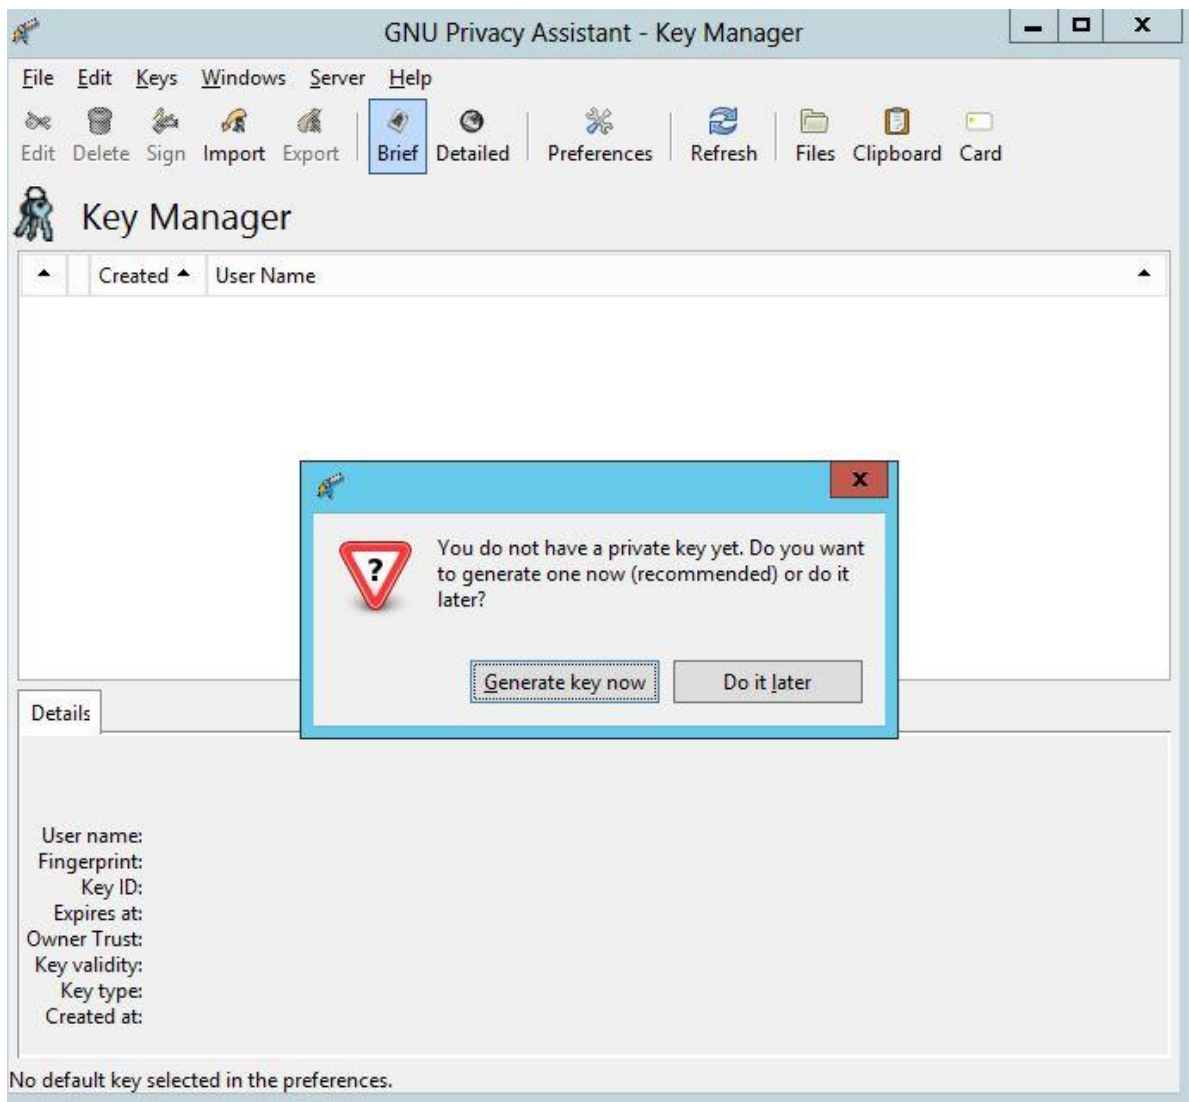 GNU Privacy Assistant - Key Manager
File Edit Keys Windows Server Help
Edit Delete Sign Import Export Brief Detailed Preferences Refresh Files Clipboard Card
Key Manager
Created User Name
You do not have a private key yet. Do you want
to generate one now (recommended) or do it
later?
Generate key now Do it later
Details
User name:
Fingerprint:
Key ID:
Expires at:
Owner Trust:
Key validity:
Key type:
Created at:
No default key selected in the preferences.